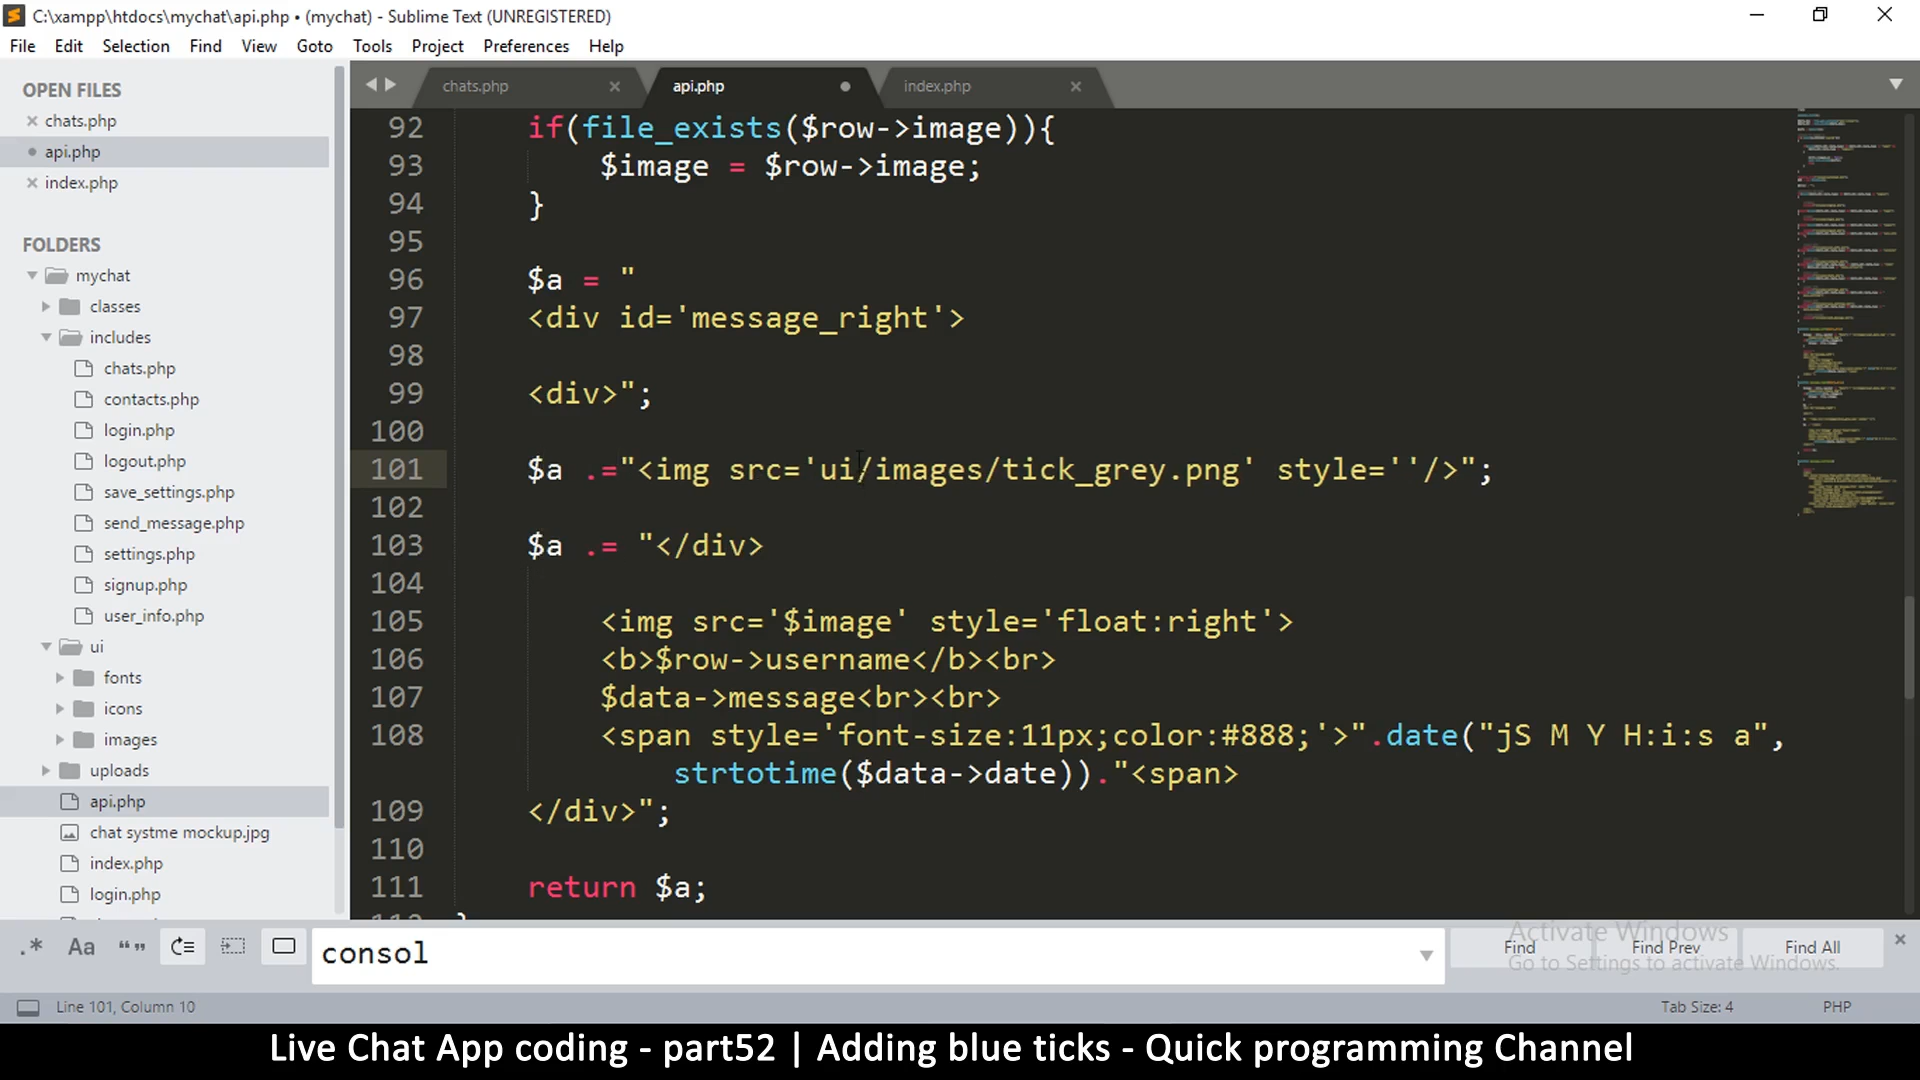 C:\xampp\htdocs\mychat\api.php • (mychat) - Sublime Text (UNREGISTERED)
File Edit Selection Find View Goto Tools Project Preferences Help
OPEN FILES
chats.php
api.php
index.php
FOLDERS
mychat
classes
includes
chats.php
contacts.php
login.php
logout.php
save_settings.php
send_message.php
settings.php
signup.php
user_info.php
ui
fonts
icons
images
uploads
api.php
chat systme mockup.jpg
index.php
login.php
chats.php api.php index.php
92 if(file_exists($row->image)){
93 $image = $row->image;
94 }
95
96 $a = "
97 <div id='message_right'>
98
99 <div>";
100
101 $a .="<img src='ui/images/tick_grey.png' style=''/>";
102
103 $a .= "</div>
104
105 <img src='$image' style='float:right'>
106 <b>$row->username</b><br>
107 $data->message<br><br>
108 <span style='font-size:11px;color:#888;'>".date("jS M Y H:i:s a",
strtotime($data->date))."<span>
109 </div>";
110
111 return $a;
.* Aa “” consol Find Find Prev Find All
Activate Windows
Go to Settings to activate Windows.
Line 101, Column 10 Tab Size: 4 PHP
Live Chat App coding - part52 | Adding blue ticks - Quick programming Channel